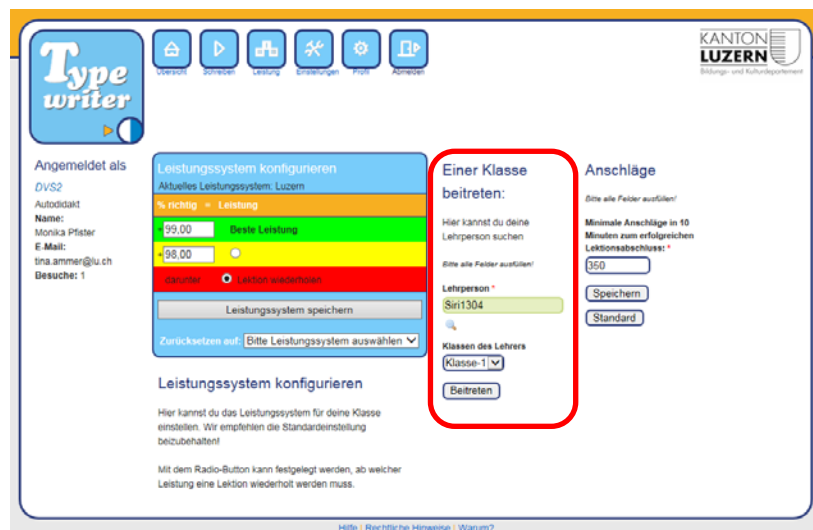 Type
writer
Übersicht
Schreiben
Leistung
Einstellungen
Profil
Abmelden
KANTON
LUZERN
Bildungs- und Kulturdepartement
Angemeldet als
DVS2
Autodidakt
Name:
Monika Pfister
E-Mail:
tina.ammer@lu.ch
Besuche: 1
Leistungssystem konfigurieren
Aktuelles Leistungssystem: Luzern
% richtig = Leistung
99,00 Beste Leistung
98,00
darunter Lektion wiederholen
Leistungssystem speichern
Zurücksetzen auf: Bitte Leistungssystem auswählen
Leistungssystem konfigurieren
Hier kannst du das Leistungssystem für deine Klasse
einstellen. Wir empfehlen die Standardeinstellung
beizubehalten!
Mit dem Radio-Button kann festgelegt werden, ab welcher
Leistung eine Lektion wiederholt werden muss.
Einer Klasse
beitreten:
Hier kannst du deine
Lehrperson suchen
Bitte alle Felder ausfüllen!
Lehrperson *
Siri1304
Klassen des Lehrers
Klasse-1
Beitreten
Anschläge
Bitte alle Felder ausfüllen!
Minimale Anschläge in 10
Minuten zum erfolgreichen
Lektionsabschluss: *
360
Speichern
Standard
Hilfe | Rechtliche Hinweise | Warum?